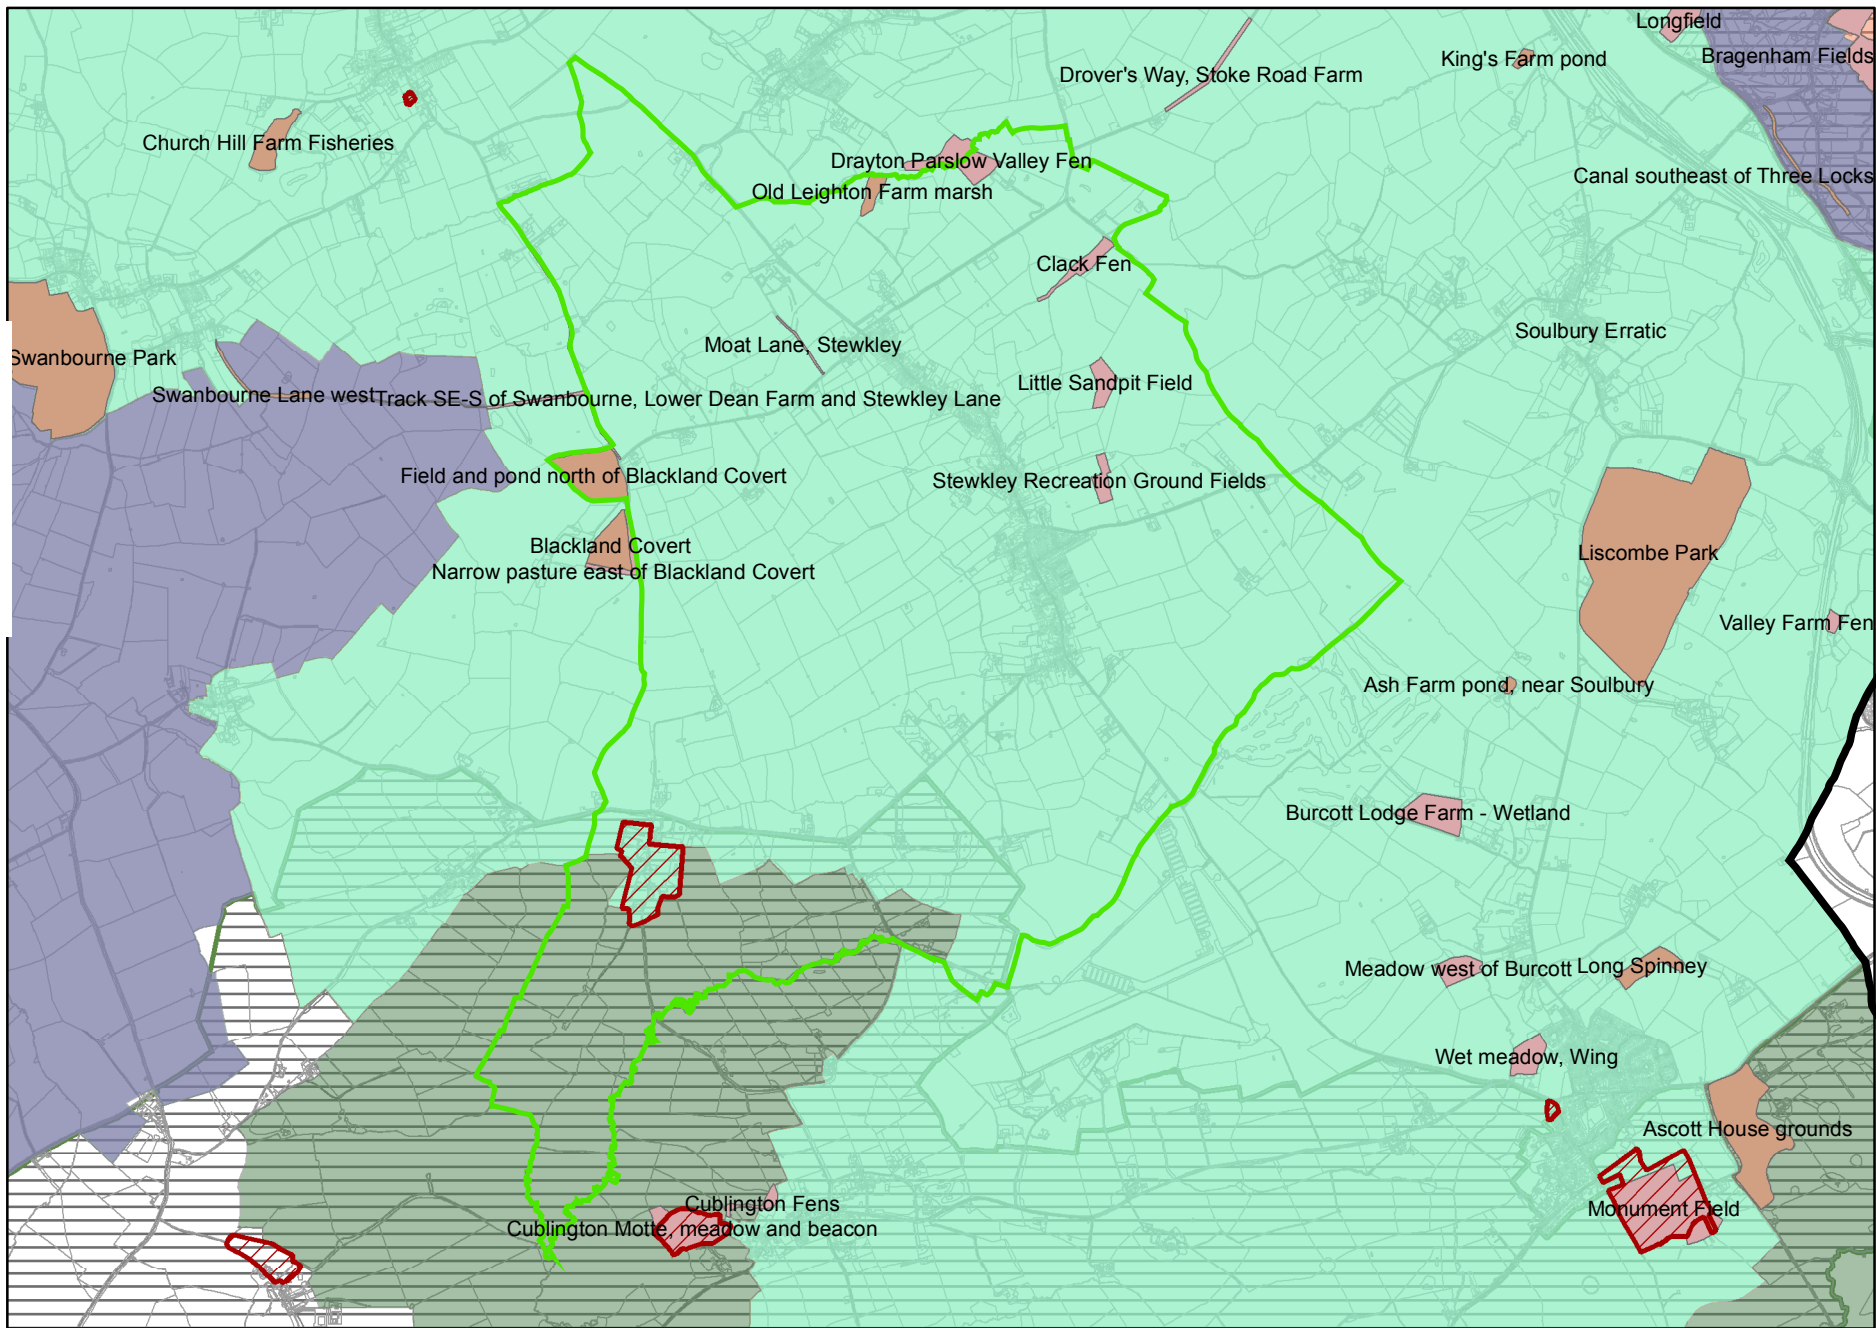 Longfield
Bragenham Fields
King's Farm pond
Drover's Way, Stoke Road Farm
Church Hill Farm Fisheries
Drayton Parslow Valley Fen
Old Leighton Farm marsh
Canal southeast of Three Locks
Clack Fen
Soulbury Erratic
Moat Lane, Stewkley
Swanbourne Park
Little Sandpit Field
Swanbourne Lane west
Track SE-S of Swanbourne, Lower Dean Farm and Stewkley Lane
Field and pond north of Blackland Covert
Stewkley Recreation Ground Fields
Blackland Covert
Liscombe Park
Narrow pasture east of Blackland Covert
Valley Farm Fen
Ash Farm pond, near Soulbury
Burcott Lodge Farm - Wetland
Meadow west of Burcott
Long Spinney
Wet meadow, Wing
Ascott House grounds
Cublington Fens
Monument Field
Cublington Motte, meadow and beacon